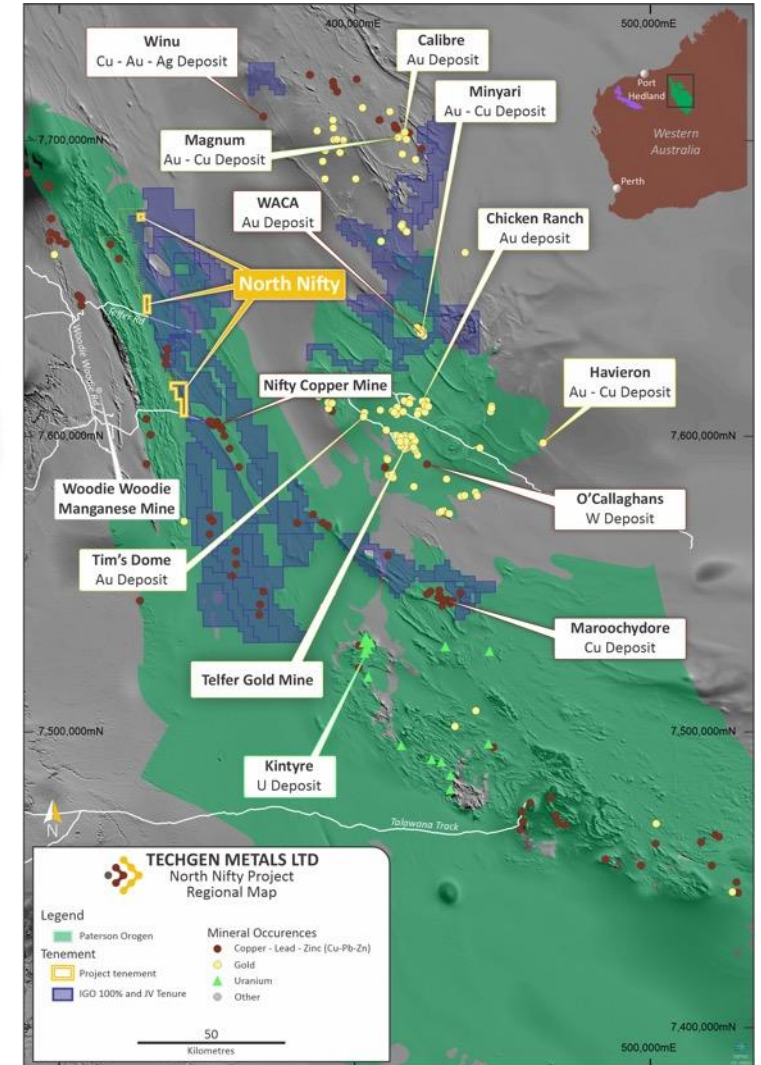 400,000mE
500,000mE
Winu
Cu - Au - Ag Deposit
Calibre
Au Deposit
Minyari
Au - Cu Deposit
Port
Hedland
Western
Australia
Perth
7,700,000mN
Magnum
Au - Cu Deposit
WACA
Au Deposit
Chicken Ranch
Au deposit
North Nifty
Telfer Rd
Woodie Woodie Rd
Nifty Copper Mine
Havieron
Au - Cu Deposit
7,600,000mN
7,600,000mN
Woodie Woodie
Manganese Mine
O'Callaghans
W Deposit
Tim's Dome
Au Deposit
Maroochydore
Cu Deposit
Telfer Gold Mine
7,500,000mN
7,500,000mN
Kintyre
U Deposit
Talawana Track
N
TECHGEN METALS LTD
North Nifty Project
Regional Map
Legend
Paterson Orogen
Tenement
Project tenement
IGO 100% and JV Tenure
Mineral Occurences
Copper - Lead - Zinc (Cu-Pb-Zn)
Gold
Uranium
Other
50
Kilometres
7,400,000mN
500,000mE